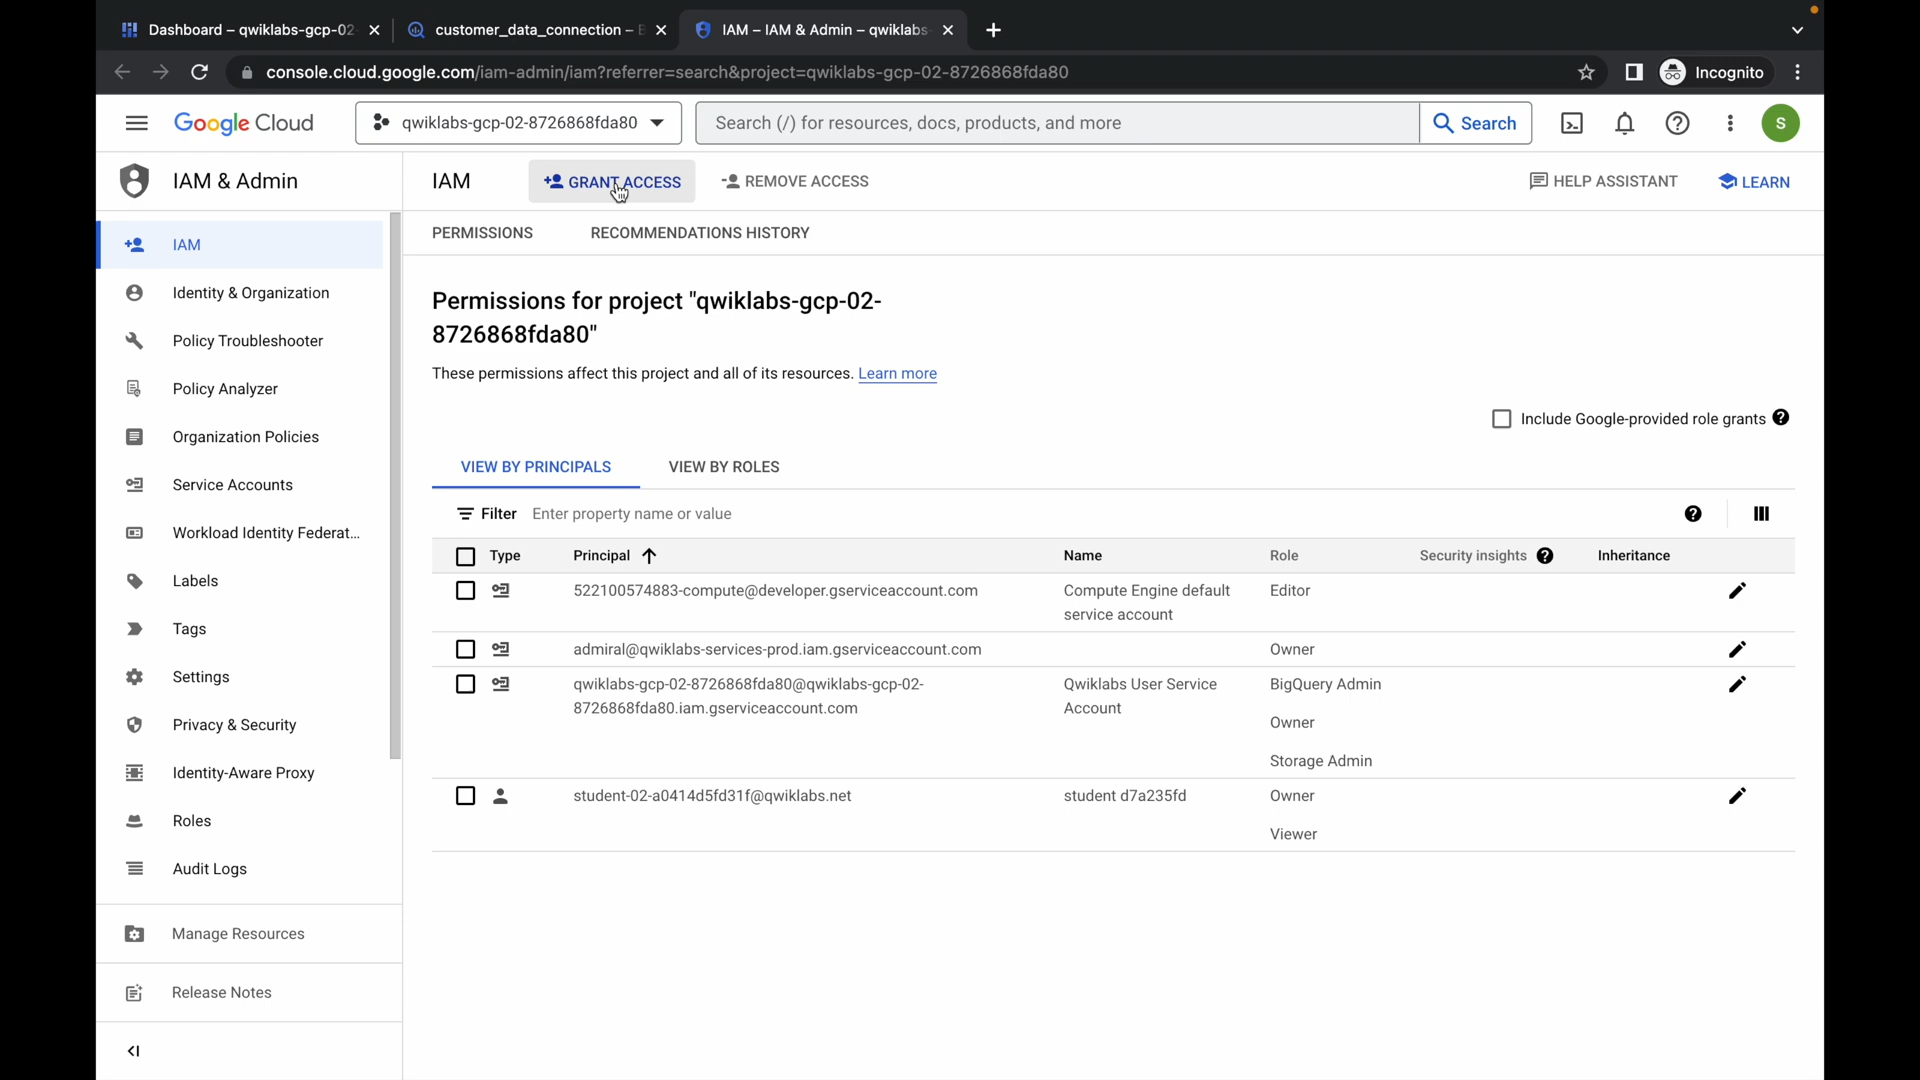 Dashboard – qwiklabs-gcp-02
customer_data_connection –
IAM – IAM & Admin – qwiklabs-
console.cloud.google.com/iam-admin/iam?referrer=search&project=qwiklabs-gcp-02-8726868fda80
Incognito
Google Cloud
qwiklabs-gcp-02-8726868fda80
Search (/) for resources, docs, products, and more
Search
S
IAM & Admin
IAM
GRANT ACCESS
REMOVE ACCESS
HELP ASSISTANT
LEARN
IAM
Identity & Organization
Policy Troubleshooter
Policy Analyzer
Organization Policies
Service Accounts
Workload Identity Federat...
Labels
Tags
Settings
Privacy & Security
Identity-Aware Proxy
Roles
Audit Logs
Manage Resources
Release Notes
PERMISSIONS
RECOMMENDATIONS HISTORY
Permissions for project "qwiklabs-gcp-02-
8726868fda80"
These permissions affect this project and all of its resources. Learn more
Include Google-provided role grants
VIEW BY PRINCIPALS
VIEW BY ROLES
Filter Enter property name or value
Type Principal Name Role Security insights Inheritance
522100574883-compute@developer.gserviceaccount.com Compute Engine default Editor
service account
admiral@qwiklabs-services-prod.iam.gserviceaccount.com Owner
qwiklabs-gcp-02-8726868fda80@qwiklabs-gcp-02- Qwiklabs User Service BigQuery Admin
8726868fda80.iam.gserviceaccount.com Account
Owner
Storage Admin
student-02-a0414d5fd31f@qwiklabs.net student d7a235fd Owner
Viewer